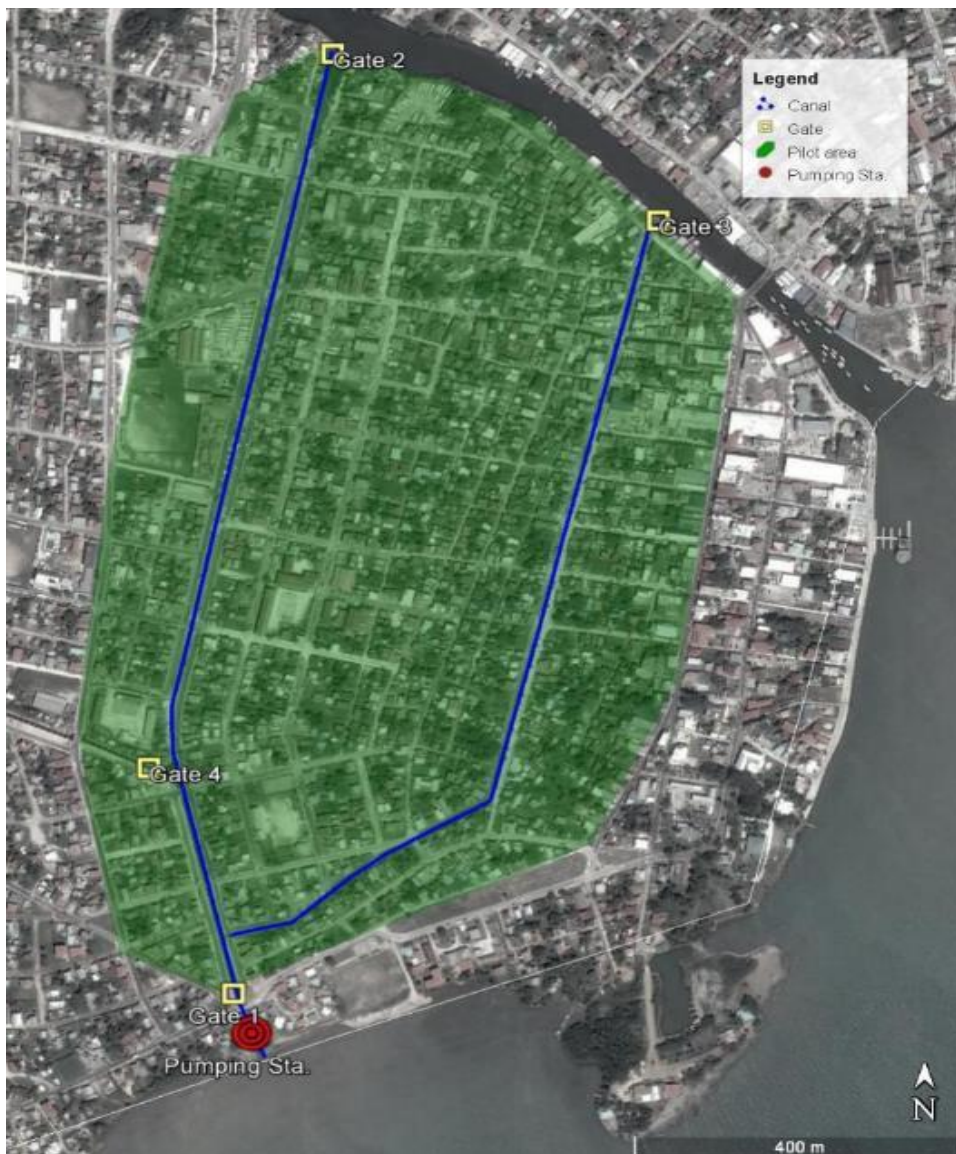 Gate 2
Legend
Canal
Gate
Pilot area
Pumping Sta.
Gate 3
Gate 4
Gate 1
Pumping Sta.
N
400 m